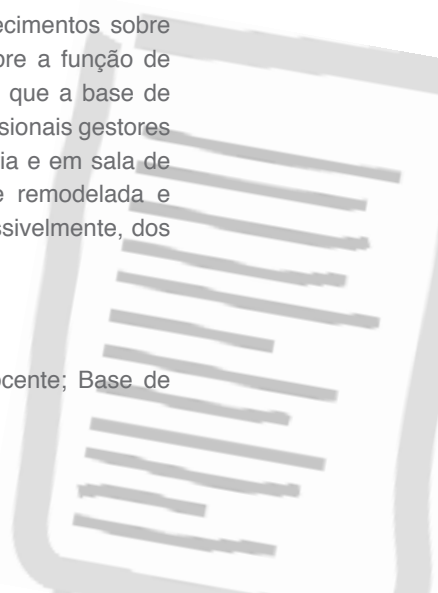 ecimentos sobre
bre a função de
que a base de
sionais gestores
ia e em sala de
e remodelada e
ssivelmente, dos
ocente; Base de